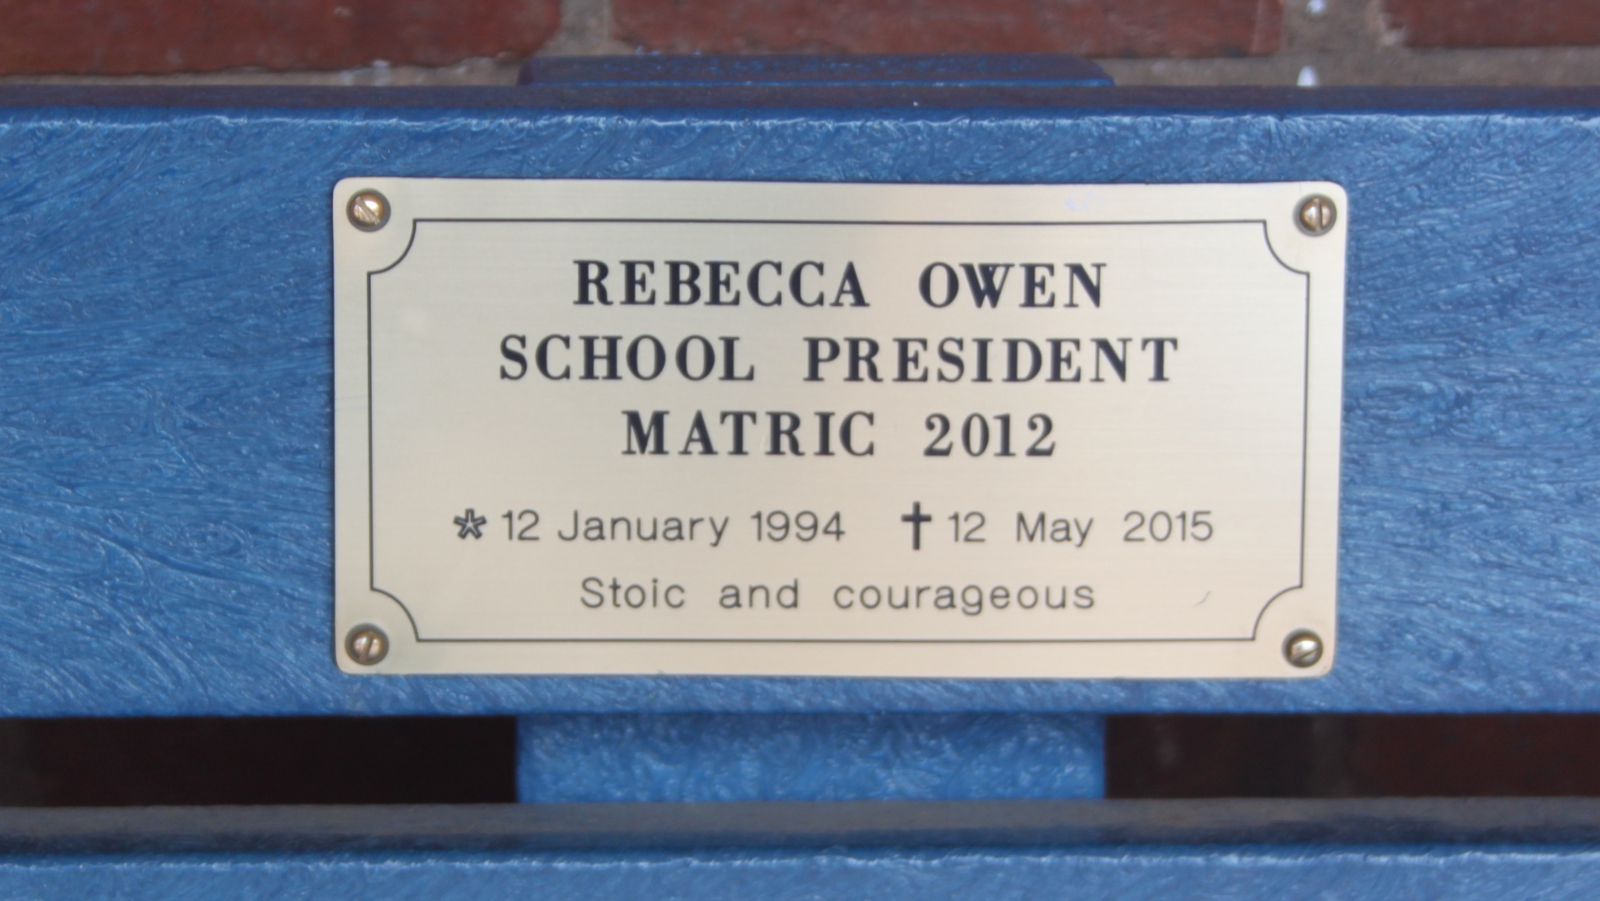 REBECCA OWEN
SCHOOL PRESIDENT
MATRIC 2012
* 12 January 1994 † 12 May 2015
Stoic and courageous